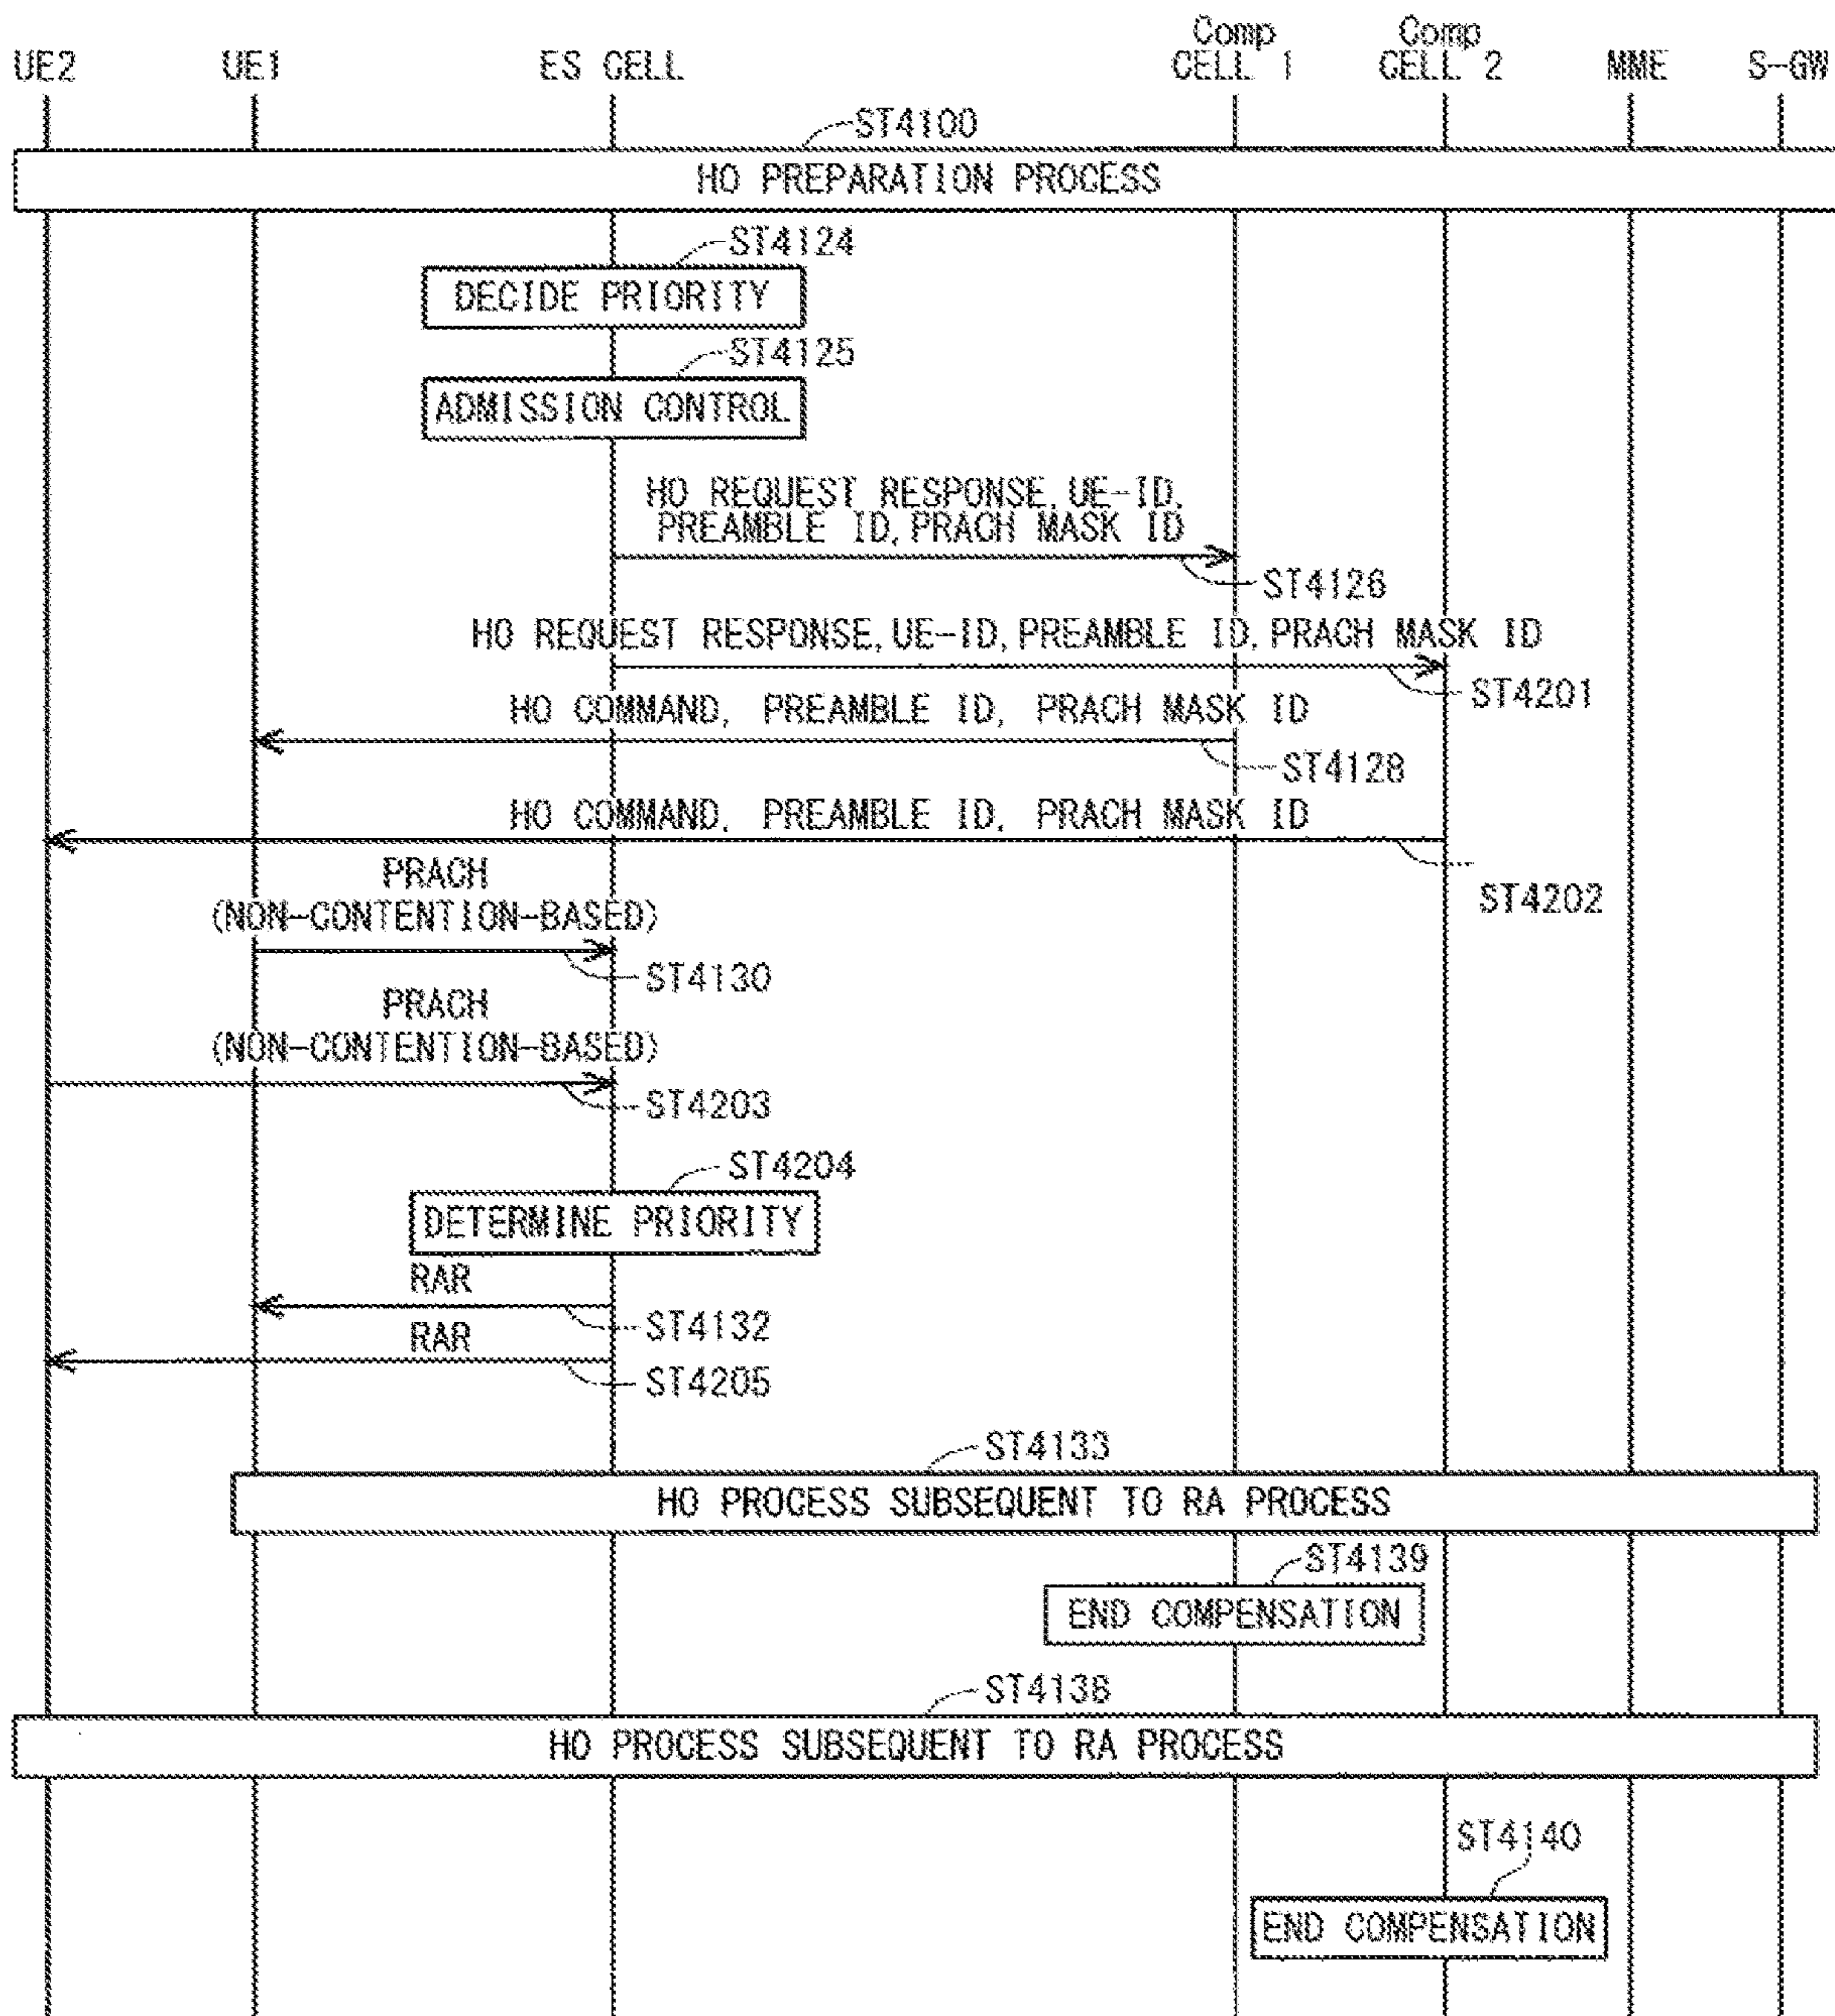 UE2
UE1
ES CELL
Comp
CELL 1
Comp
CELL 2
MME
S-GW
ST4100
HO PREPARATION PROCESS
ST4124
DECIDE PRIORITY
ST4125
ADMISSION CONTROL
HO REQUEST RESPONSE, UE-ID,
PREAMBLE ID, PRACH MASK ID
ST4126
HO REQUEST RESPONSE, UE-ID, PREAMBLE ID, PRACH MASK ID
ST4201
HO COMMAND, PREAMBLE ID, PRACH MASK ID
ST4128
HO COMMAND, PREAMBLE ID, PRACH MASK ID
ST4202
PRACH
(NON-CONTENTION-BASED)
ST4130
PRACH
(NON-CONTENTION-BASED)
ST4203
ST4204
DETERMINE PRIORITY
RAR
ST4132
RAR
ST4205
ST4133
HO PROCESS SUBSEQUENT TO RA PROCESS
ST4139
END COMPENSATION
ST4138
HO PROCESS SUBSEQUENT TO RA PROCESS
ST4140
END COMPENSATION